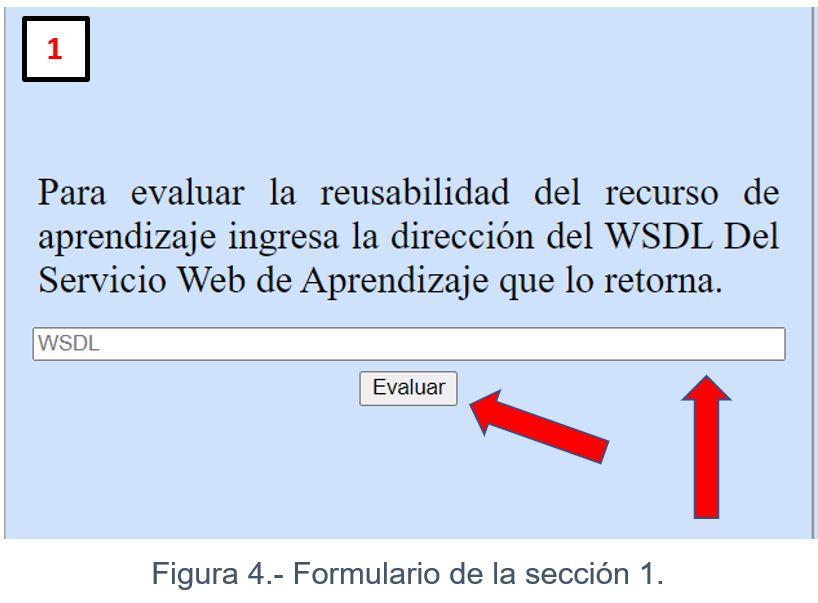 1
Para evaluar la reusabilidad del recurso de
aprendizaje ingresa la dirección del WSDL Del
Servicio Web de Aprendizaje que lo retorna.
WSDL
Evaluar
Figura 4.- Formulario de la sección 1.